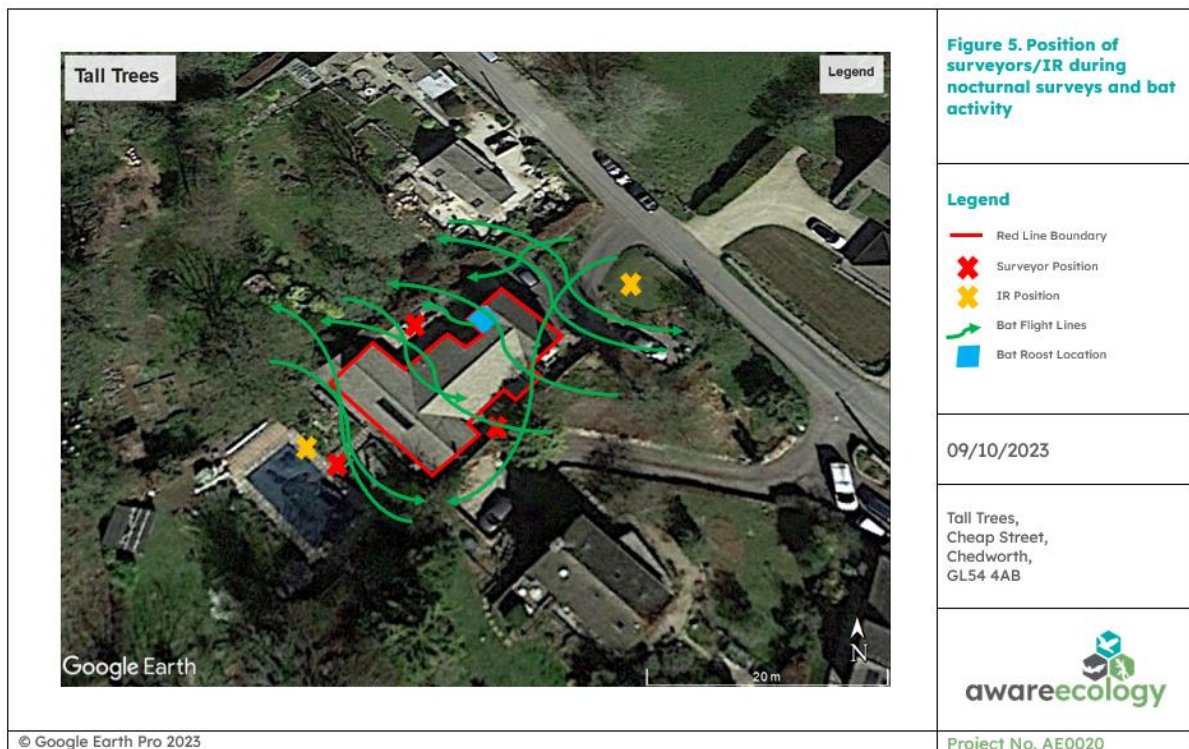 Tall Trees
Legend
Google Earth
20 m
N
© Google Earth Pro 2023
Figure 5. Position of
surveyors/IR during
nocturnal surveys and bat
activity
Legend
Red Line Boundary
Surveyor Position
IR Position
Bat Flight Lines
Bat Roost Location
09/10/2023
Tall Trees,
Cheap Street,
Chedworth,
GL54 4AB
awareecology
Project No. AE0020